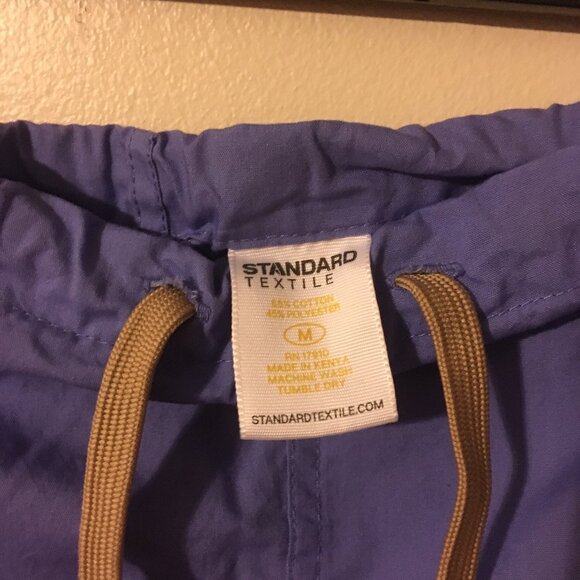 STANDARD
TEXTILE
55% COTTON
45% POLYESTER
M
RN 17910
MADE IN KENYA
MACHINE WASH
TUMBLE DRY
STANDARDTEXTILE.COM